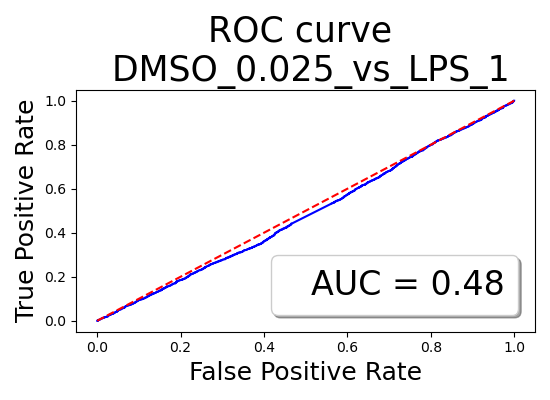 ROC curve
DMSO_0.025_vs_LPS_1
True Positive Rate
1.0
0.8
0.6
0.4
0.2
0.0
AUC = 0.48
0.0 0.2 0.4 0.6 0.8 1.0
False Positive Rate